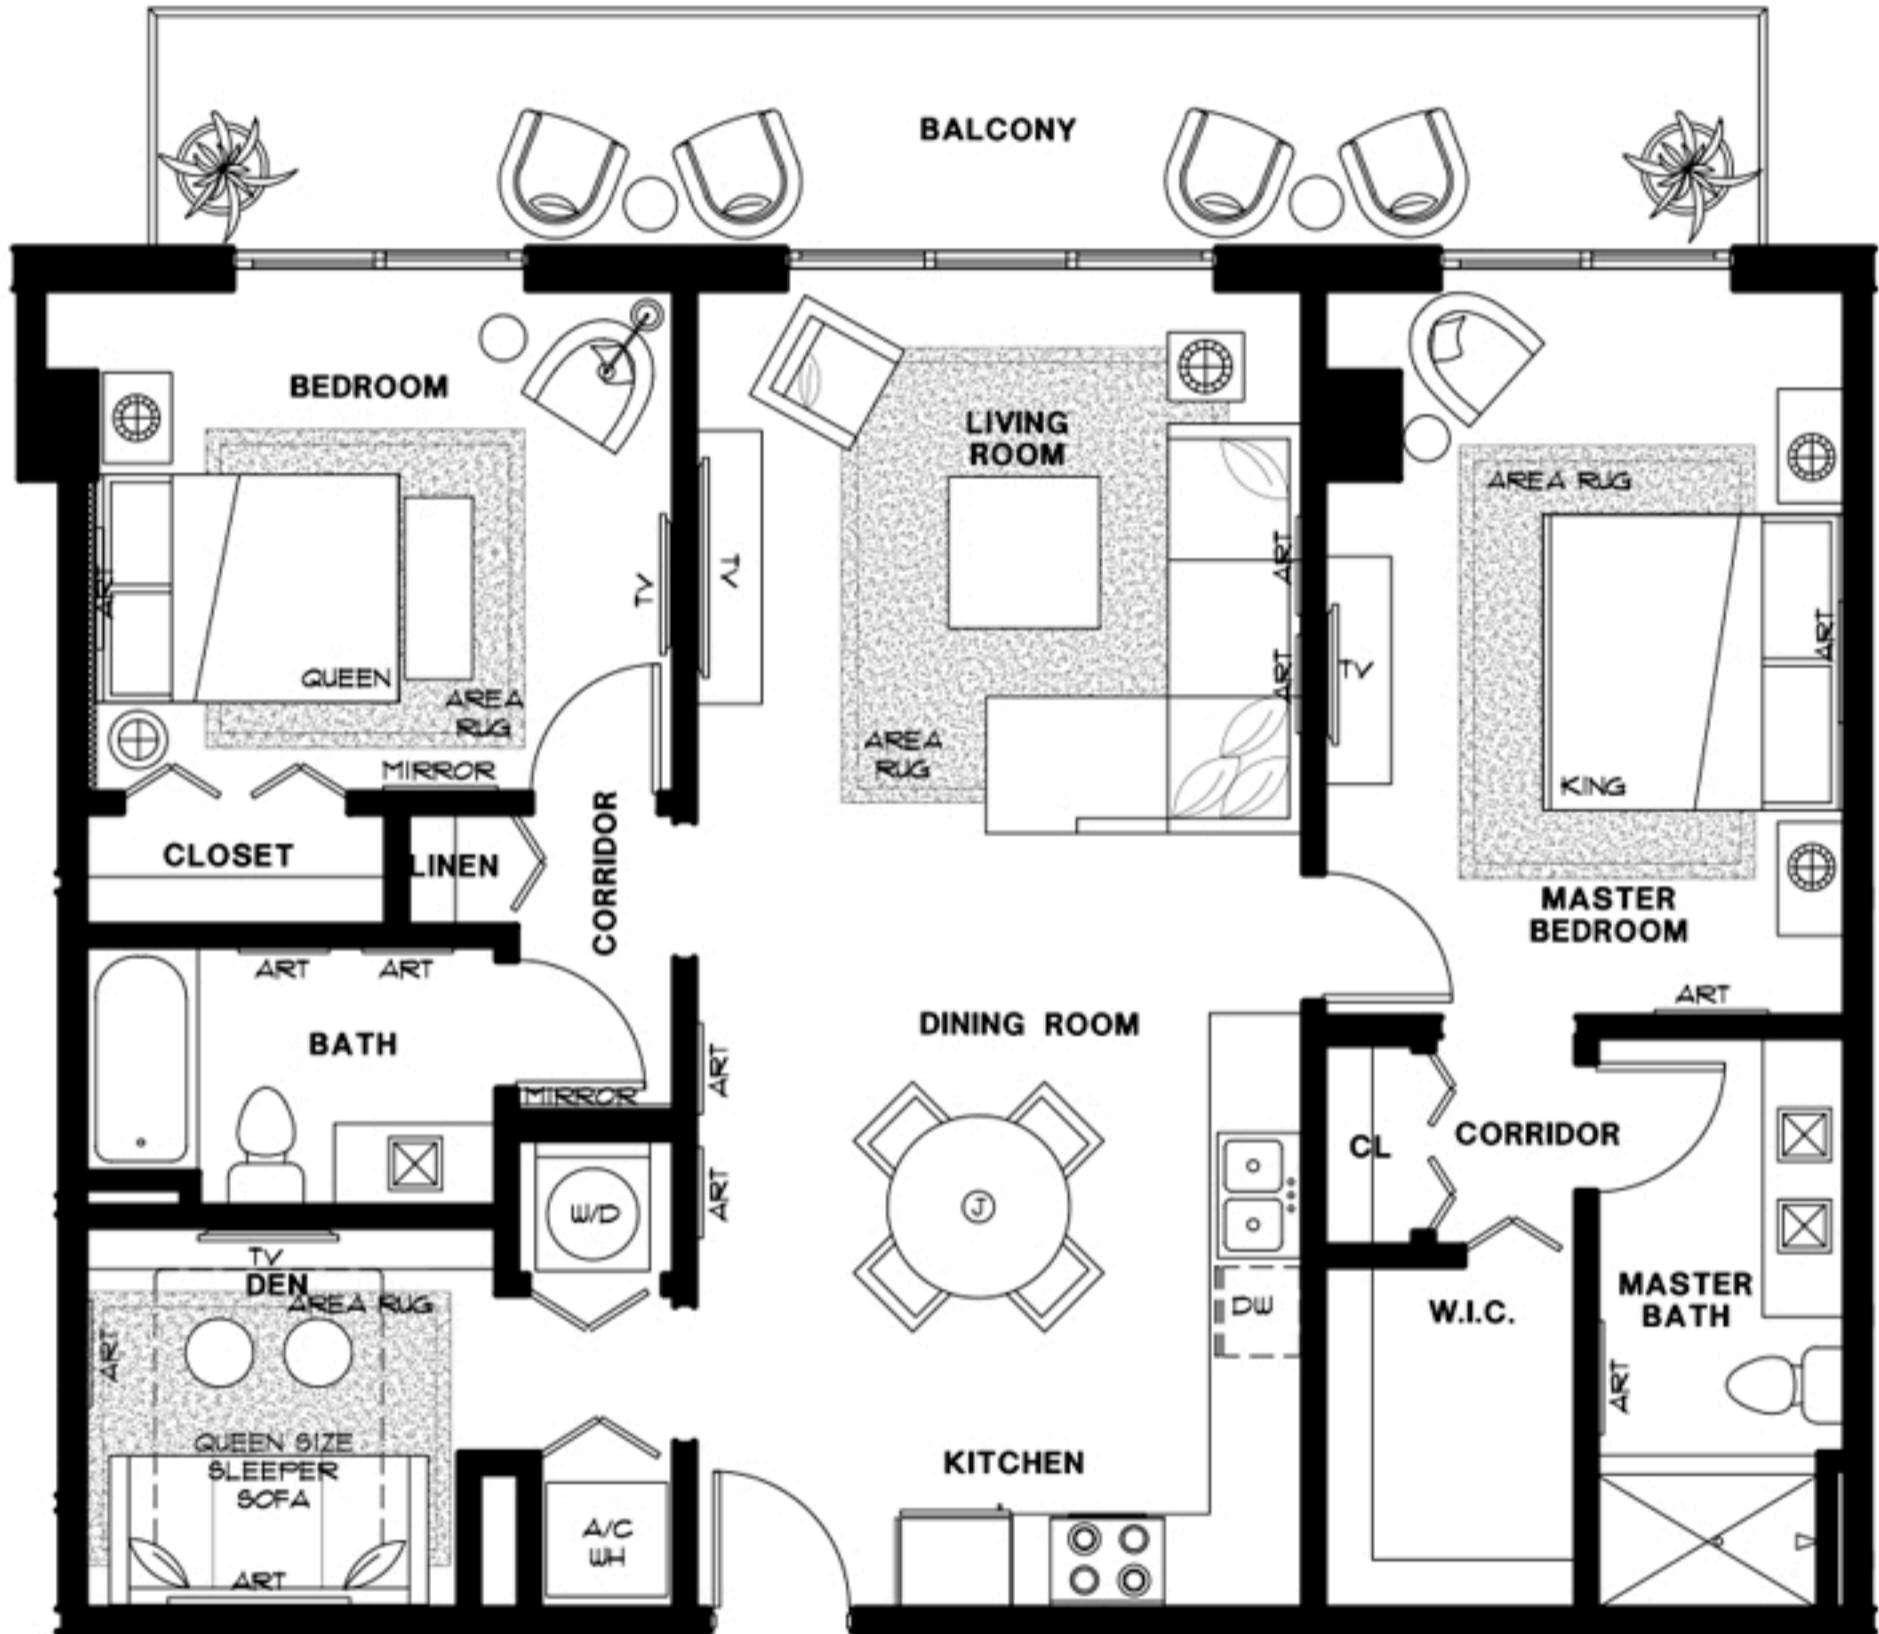 BALCONY
BEDROOM
LIVING
ROOM
AREA RUG
ART
QUEEN
AREA
RUG
TV
TV
ART
ART
AREA
RUG
TV
ART
KING
MIRROR
CLOSET
LINEN
CORRIDOR
MASTER
BEDROOM
ART
ART
ART
BATH
MIRROR
ART
ART
DINING ROOM
J
CL
CORRIDOR
W/D
TV
DEN
AREA RUG
ART
DW
W.I.C.
MASTER
BATH
ART
QUEEN SIZE
SLEEPER
SOFA
ART
KITCHEN
A/C
WH